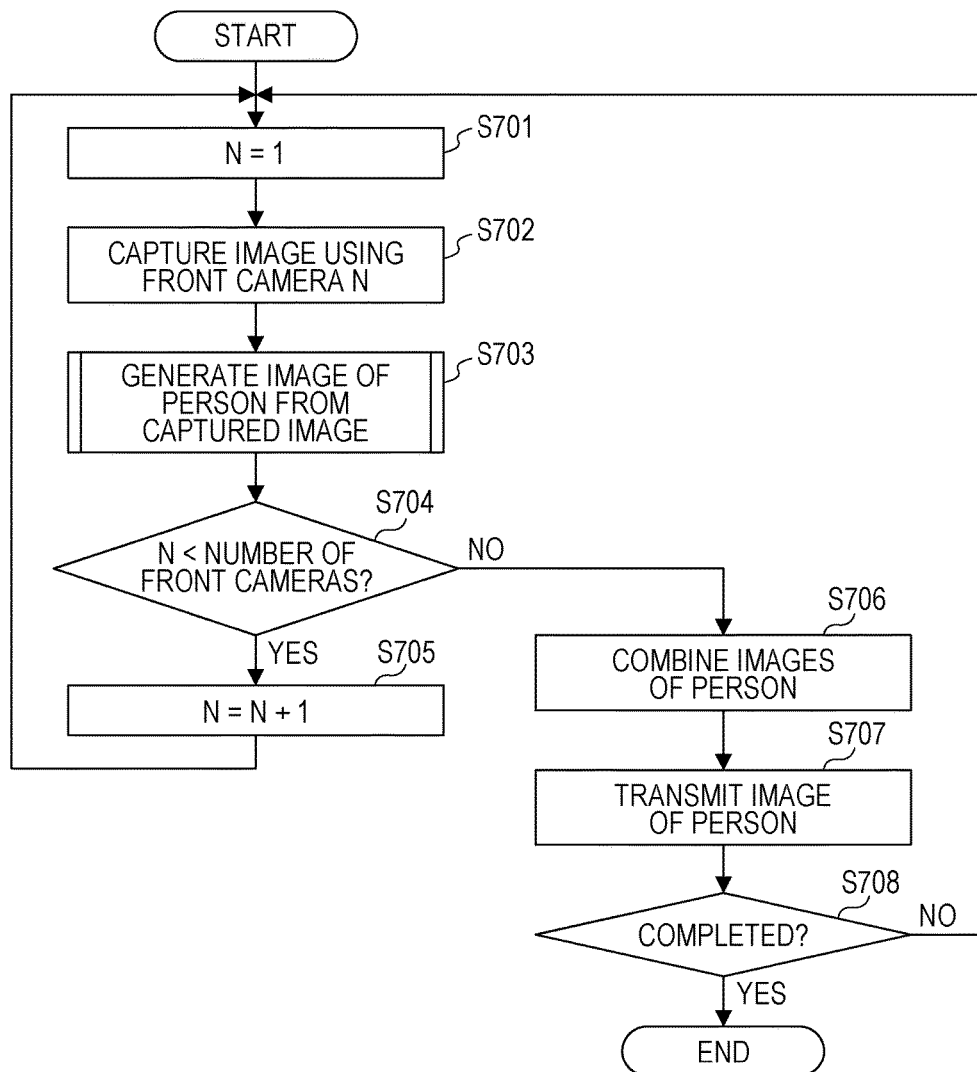 START
S701
N = 1
S702
CAPTURE IMAGE USING
FRONT CAMERA N
S703
GENERATE IMAGE OF
PERSON FROM
CAPTURED IMAGE
S704
N < NUMBER OF
FRONT CAMERAS?
NO
YES
S705
N = N + 1
S706
COMBINE IMAGES
OF PERSON
S707
TRANSMIT IMAGE
OF PERSON
S708
COMPLETED?
NO
YES
END